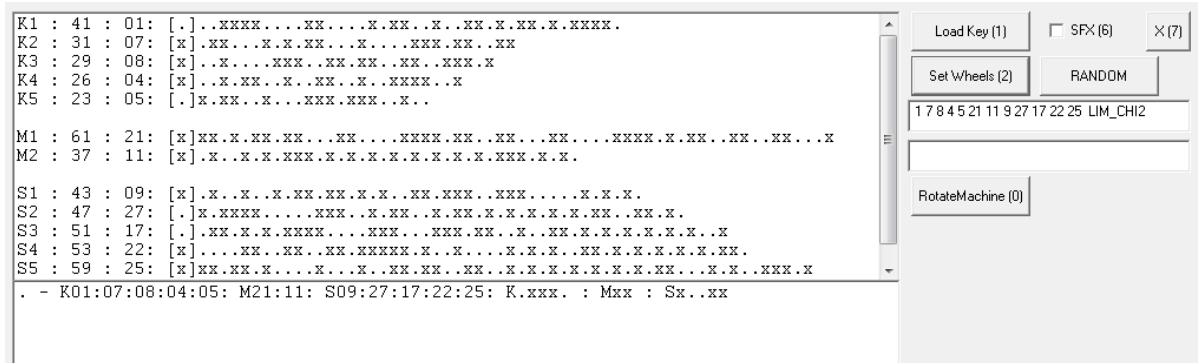 K1 : 41 : 01: [.]..xxxx....xx....x.xx..x..xx.x.xx.x.xxxx.
K2 : 31 : 07: [x].xx...x.x.xx...x....xxx.xx..xx
K3 : 29 : 08: [x]..x....xxx..xx.xx..xx..xxx.x
K4 : 26 : 04: [x]..x.xx..x..xx..x..xxxx..x
K5 : 23 : 05: [.]x.xx..x...xxx.xxx..x..
M1 : 61 : 21: [x]xx.x.xx.xx...xx....xxxx.xx..xx...xx....xxxx.x.xx..xx..xx...x
M2 : 37 : 11: [x].x..x.x.xxx.x.x.x.x.x.x.x.x.xxx.x.x.
S1 : 43 : 09: [x].x..x..x.xx.xx.x.x..xx.xxx..xxx.....x.x.x.
S2 : 47 : 27: [.]x.xxxx....xxx...x.xx..x.xx.x.x.x.x.x.xx..xx.x.
S3 : 51 : 17: [.].xx.x.x.xxxx....xxx...xxx.xx..x..xx.x.x.x.x.x.x..x
S4 : 53 : 22: [x]....xx..xx..xx.xxxxx.x..x....x.x.x..xx.x.x.x.x.x.xx.
S5 : 59 : 25: [x]xx.xx.x....x...x..xx.xx..xx..x.x.x.x.x.x.x.xx...x.x..xxx.x
. - K01:07:08:04:05: M21:11: S09:27:17:22:25: K.xxx. : Mxx : Sx..xx
Load Key (1)
SFX (6)
X (7)
Set Wheels (2)
RANDOM
1 7 8 4 5 21 11 9 27 17 22 25 LIM_CHI2
RotateMachine (0)